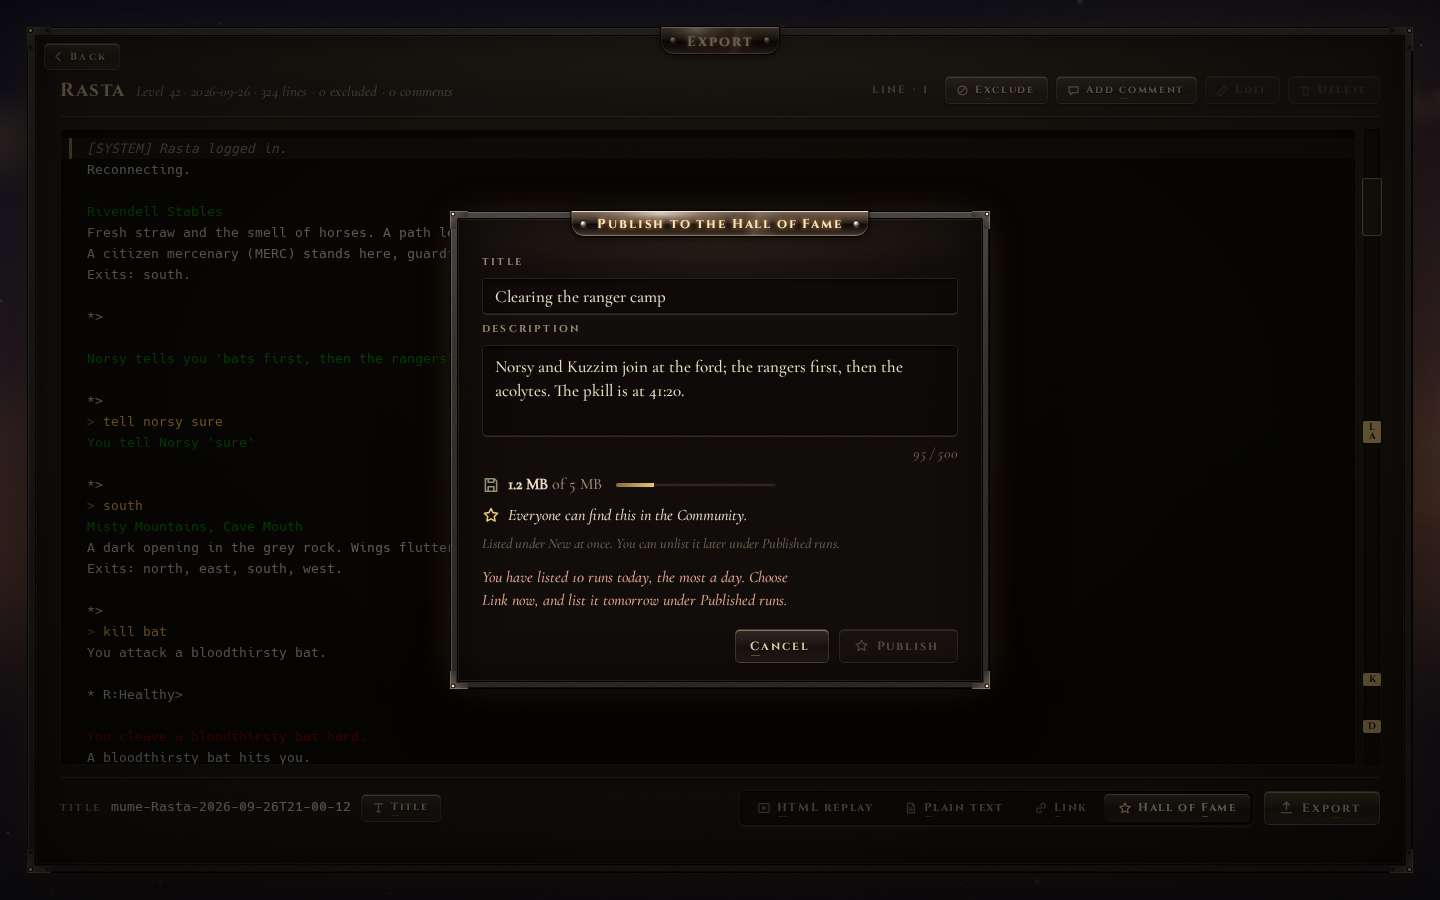 Export
Back
Rasta Level 42 · 2026-09-26 · 324 lines · 0 excluded · 0 comments
LINE · 1
Exclude
Add comment
Edit
Delete
[SYSTEM] Rasta logged in.
Reconnecting.
Rivendell Stables
Fresh straw and the smell of horses. A path
A citizen mercenary (MERC) stands here,
Exits: south.
*>
Norsy tells you 'bats first, then the rangers
*>
> tell norsy sure
You tell Norsy 'sure'
*>
> south
Misty Mountains, Cave Mouth
A dark opening in the grey rock. Wings
Exits: north, east, south, west.
*>
> kill bat
You attack a bloodthirsty bat.
* R:Healthy>
You cleave a bloodthirsty bat hard.
A bloodthirsty bat hits you.
Publish to the Hall of Fame
TITLE
Clearing the ranger camp
DESCRIPTION
Norsy and Kuzzim join at the ford; the rangers first, then the
acolytes. The pkill is at 41:20.
95 / 500
1.2 MB of 5 MB
Everyone can find this in the Community.
Listed under New at once. You can unlist it later under Published runs.
You have listed 10 runs today, the most a day. Choose
Link now, and list it tomorrow under Published runs.
Cancel
Publish
L
A
K
D
TITLE mume-Rasta-2026-09-26T21-00-12
Title
HTML replay
Plain text
Link
Hall of Fame
Export